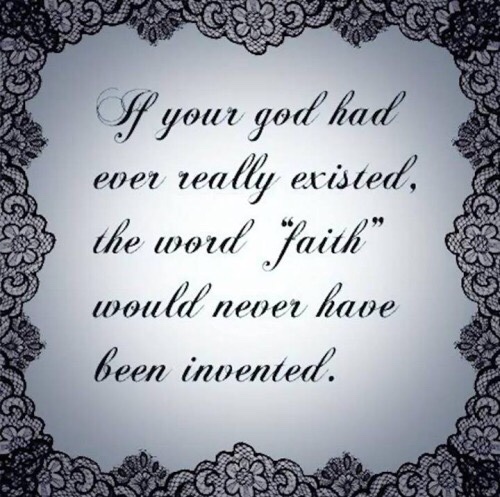 If your god had
ever really existed,
the word “faith”
would never have
been invented.